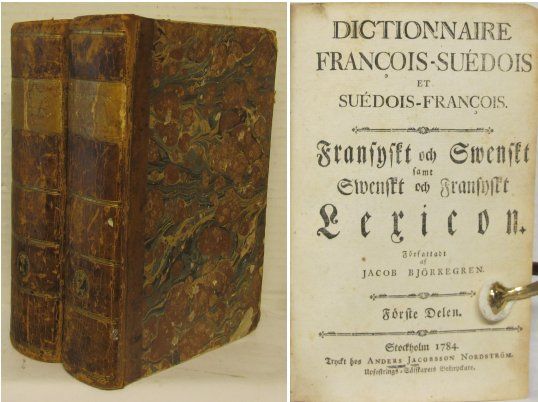 DICTIONNAIRE
FRANÇOIS-SUÉDOIS
ET
SUÉDOIS-FRANÇOIS.
Fransyskt och Swenskt
samt
Swenskt och Fransyskt
Lexicon.
Författadt
af
JACOB BJÖRKEGREN.
Förste Delen.
Stockholm 1784.
Tryckt hos ANDERS JACOBSSON NORDSTRÖM.
Upfostrings-Sällskapets Boktryckare.